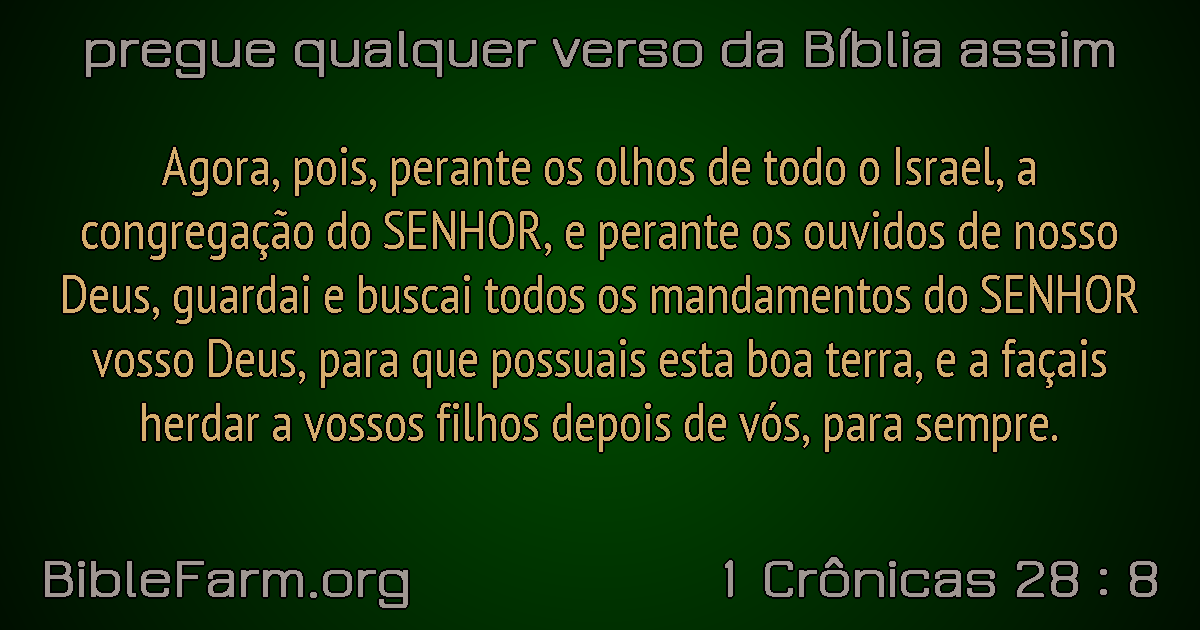 pregue qualquer verso da Bíblia assim
Agora, pois, perante os olhos de todo o Israel, a
congregação do SENHOR, e perante os ouvidos de nosso
Deus, guardai e buscai todos os mandamentos do SENHOR
vosso Deus, para que possuais esta boa terra, e a façais
herdar a vossos filhos depois de vós, para sempre.
BibleFarm.org
1 Crônicas 28 : 8